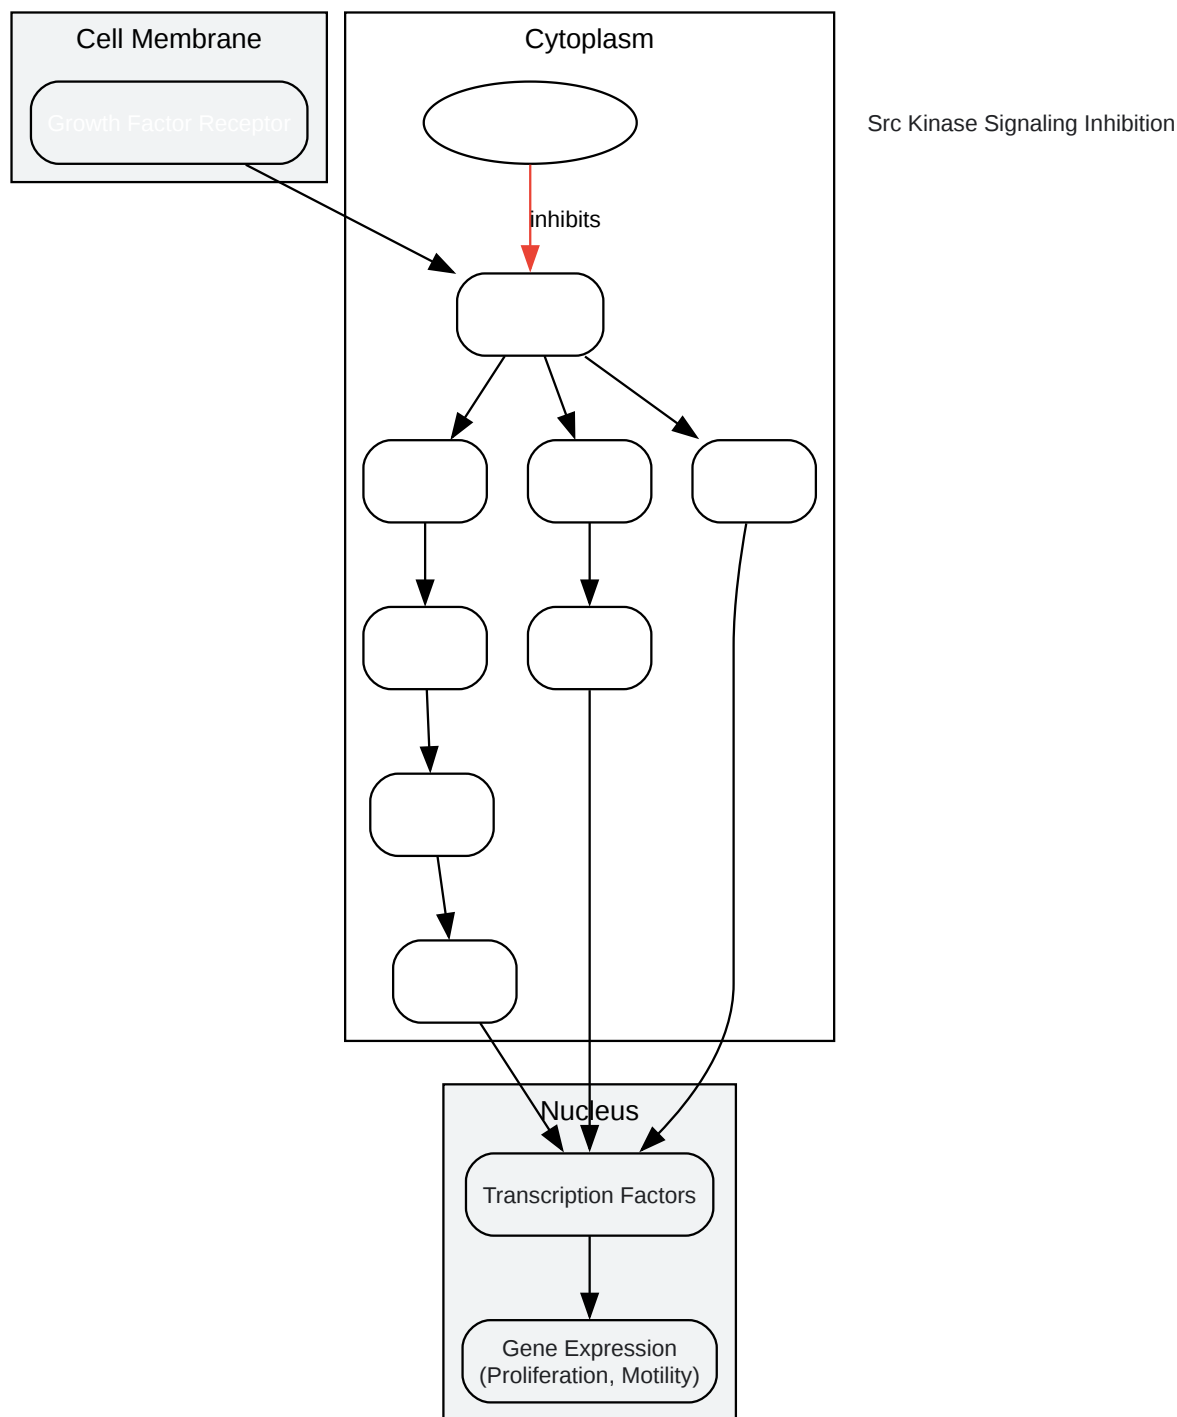 Cell Membrane
Cytoplasm
Growth Factor Receptor
Src Kinase Signaling Inhibition
inhibits
Nucleus
Transcription Factors
Gene Expression
(Proliferation, Motility)